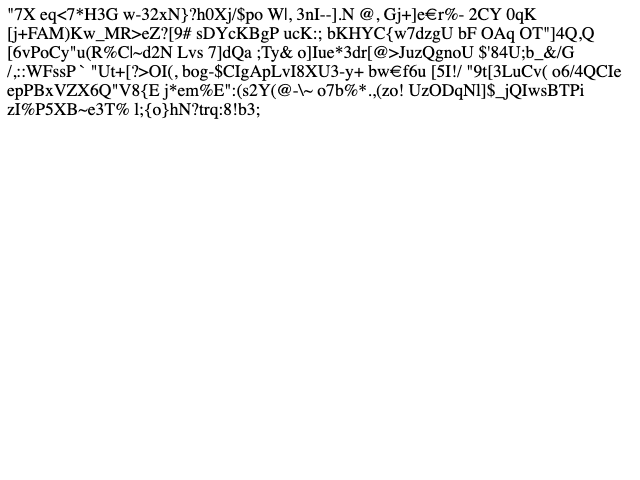 "7X eq<7*H3G w-32xN}?h0Xj/$po W|, 3nI--].N @, Gj+]e€r%- 2CY 0qK
[j+FAM)Kw_MR>eZ?[9# sDYcKBgP ucK:; bKHYC{w7dzgU bF OAq OT"]4Q,Q
[6vPoCy"u(R%C|~d2N Lvs 7]dQa ;Ty& o]Iue*3dr[@>JuzQgnoU $'84U;b_&/G
/,::WFssP ` "Ut+[?>OI(, bog-$CIgApLvI8XU3-y+ bw€f6u [5I!/ "9t[3LuCv( o6/4QCIe
epPBxVZX6Q"V8{E j*em%E":(s2Y(@-\~ o7b%*.,(zo! UzODqNl]$_jQIwsBTPi
zI%P5XB~e3T% l;{o}hN?trq:8!b3;